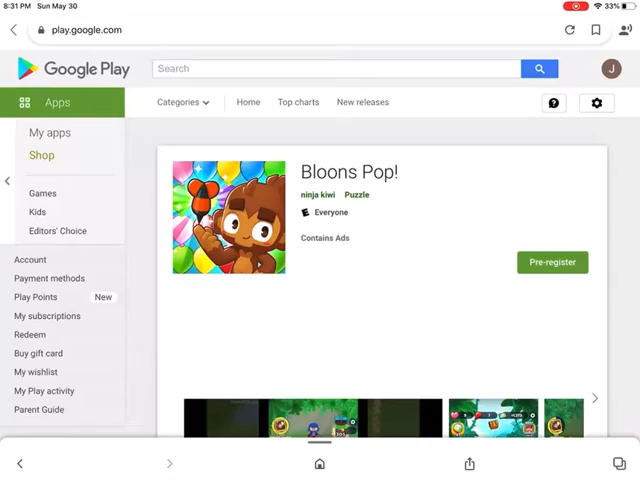 8:31 PM Sun May 30
33%
play.google.com
Google Play
Search
J
Apps
Categories
Home
Top charts
New releases
My apps
Shop
Games
Kids
Editors' Choice
Account
Payment methods
Play Points New
My subscriptions
Redeem
Buy gift card
My wishlist
My Play activity
Parent Guide
Bloons Pop!
ninja kiwi Puzzle
E Everyone
Contains Ads
Pre-register